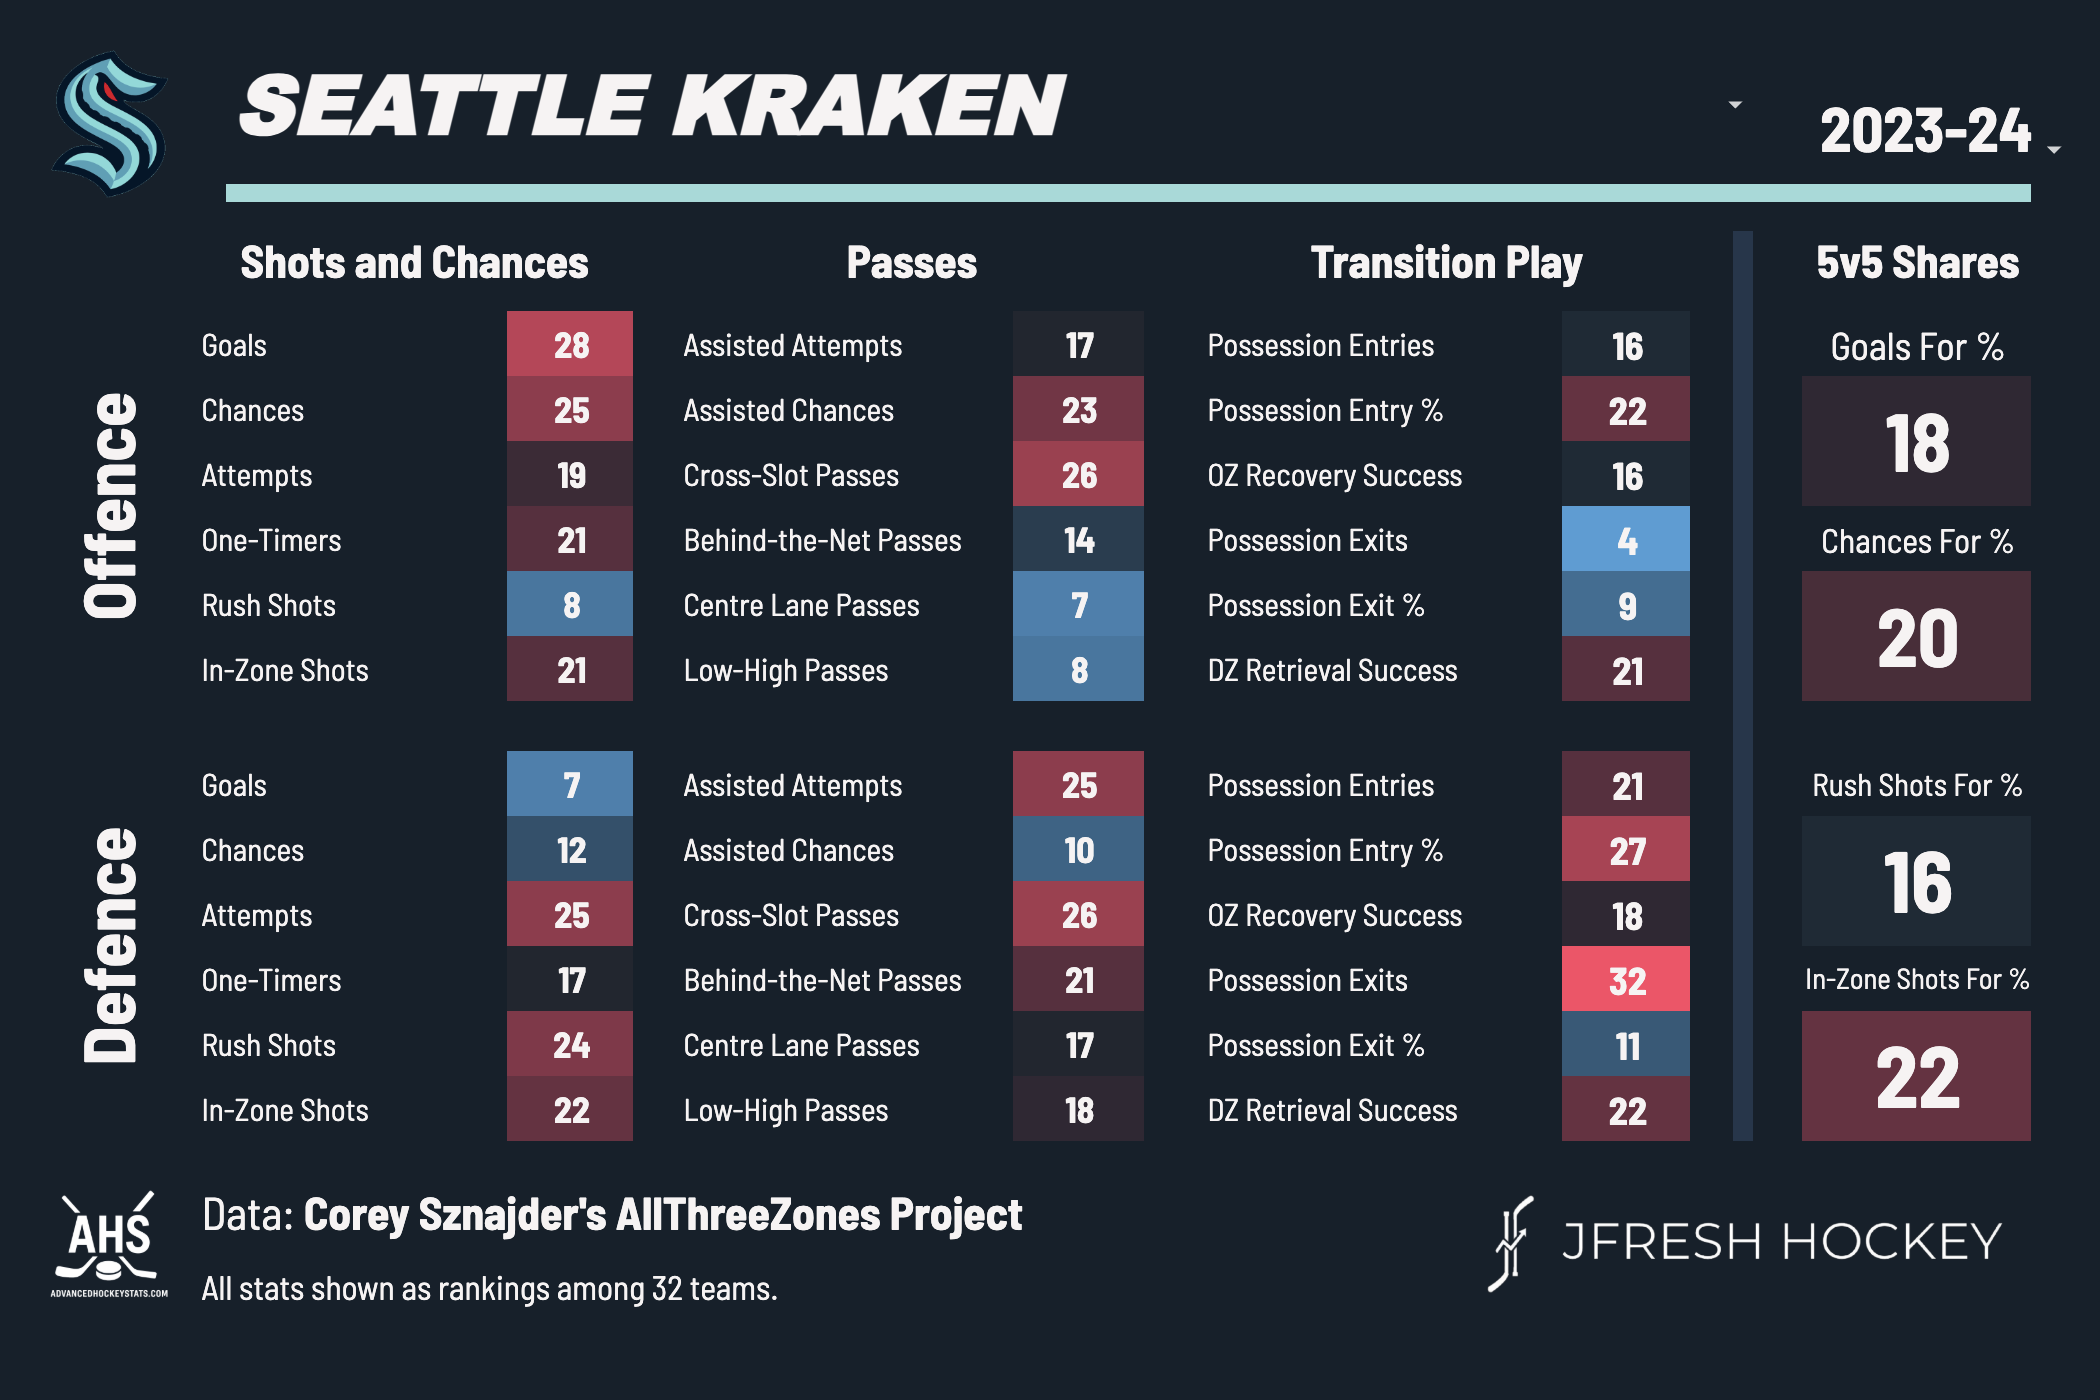 SEATTLE KRAKEN
2023-24
Shots and Chances Passes Transition Play 5v5 Shares
Offence
Goals 28 Assisted Attempts 17 Possession Entries 16 Goals For %
Chances 25 Assisted Chances 23 Possession Entry % 22 18
Attempts 19 Cross-Slot Passes 26 OZ Recovery Success 16
One-Timers 21 Behind-the-Net Passes 14 Possession Exits 4 Chances For %
Rush Shots 8 Centre Lane Passes 7 Possession Exit % 9 20
In-Zone Shots 21 Low-High Passes 8 DZ Retrieval Success 21
Defence
Goals 7 Assisted Attempts 25 Possession Entries 21 Rush Shots For %
Chances 12 Assisted Chances 10 Possession Entry % 27 16
Attempts 25 Cross-Slot Passes 26 OZ Recovery Success 18
One-Timers 17 Behind-the-Net Passes 21 Possession Exits 32 In-Zone Shots For %
Rush Shots 24 Centre Lane Passes 17 Possession Exit % 11 22
In-Zone Shots 22 Low-High Passes 18 DZ Retrieval Success 22
AHS
ADVANCEDHOCKEYSTATS.COM
Data: Corey Sznajder's AllThreeZones Project
All stats shown as rankings among 32 teams.
JFRESH HOCKEY